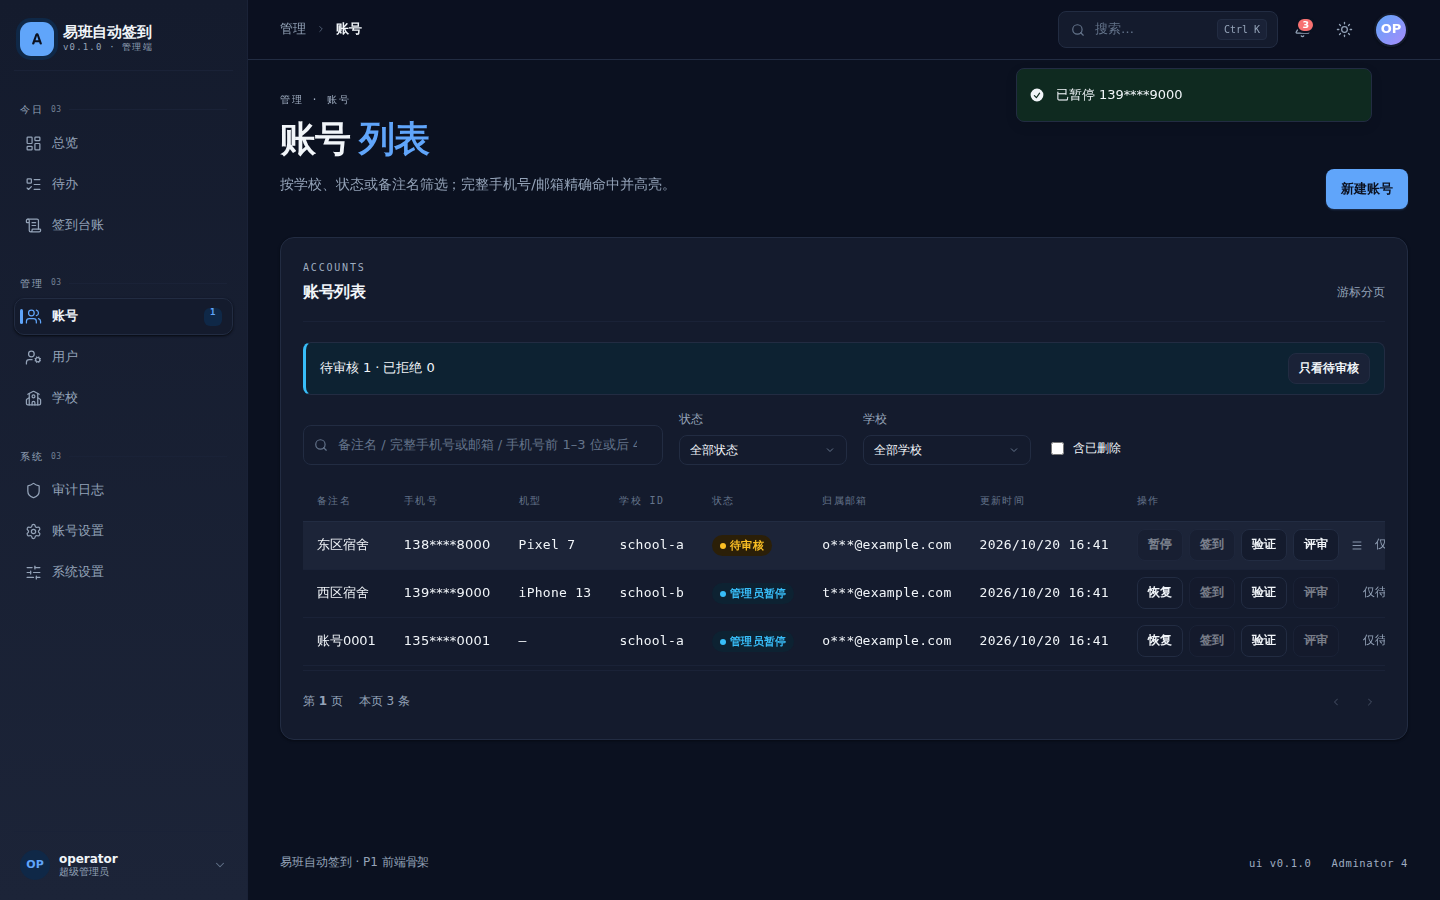 A 易班自动签到
v0.1.0 · 管理端
今日 03
总览
待办
签到台账
管理 03
账号 1
用户
学校
系统 03
审计日志
账号设置
系统设置
OP operator
超级管理员
管理 › 账号
搜索… Ctrl K
3
OP
已暂停 139****9000
管理 · 账号
账号 列表
按学校、状态或备注名筛选；完整手机号/邮箱精确命中并高亮。
新建账号
ACCOUNTS
账号列表
游标分页
待审核 1 · 已拒绝 0
只看待审核
备注名 / 完整手机号或邮箱 / 手机号前 1–3 位或后
状态
全部状态
学校
全部学校
含已删除
备注名 手机号 机型 学校 ID 状态 归属邮箱 更新时间 操作
东区宿舍 138****8000 Pixel 7 school-a 待审核 o***@example.com 2026/10/20 16:41 暂停 签到 验证 评审 仅
西区宿舍 139****9000 iPhone 13 school-b 管理员暂停 t***@example.com 2026/10/20 16:41 恢复 签到 验证 评审 仅待
账号0001 135****0001 — school-a 管理员暂停 o***@example.com 2026/10/20 16:41 恢复 签到 验证 评审 仅待
第 1 页 本页 3 条
易班自动签到 · P1 前端骨架
ui v0.1.0 Adminator 4